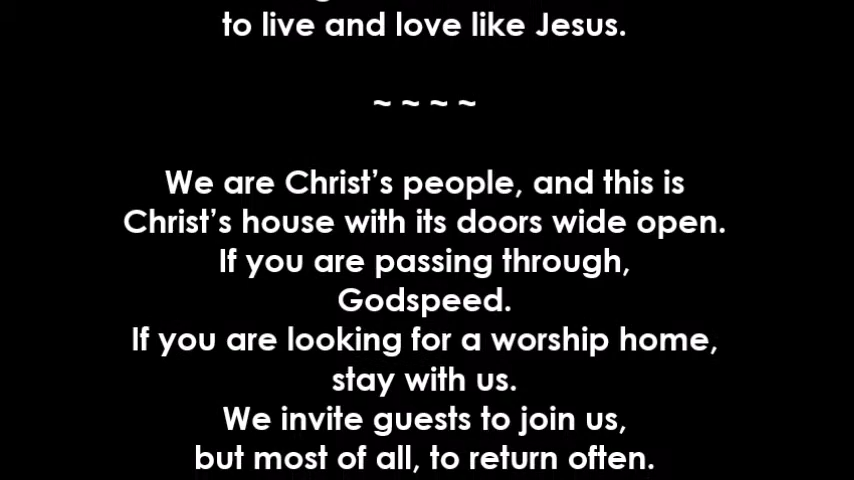 to live and love like Jesus.
~ ~ ~ ~
We are Christ's people, and this is
Christ's house with its doors wide open.
If you are passing through,
Godspeed.
If you are looking for a worship home,
stay with us.
We invite guests to join us,
but most of all, to return often.